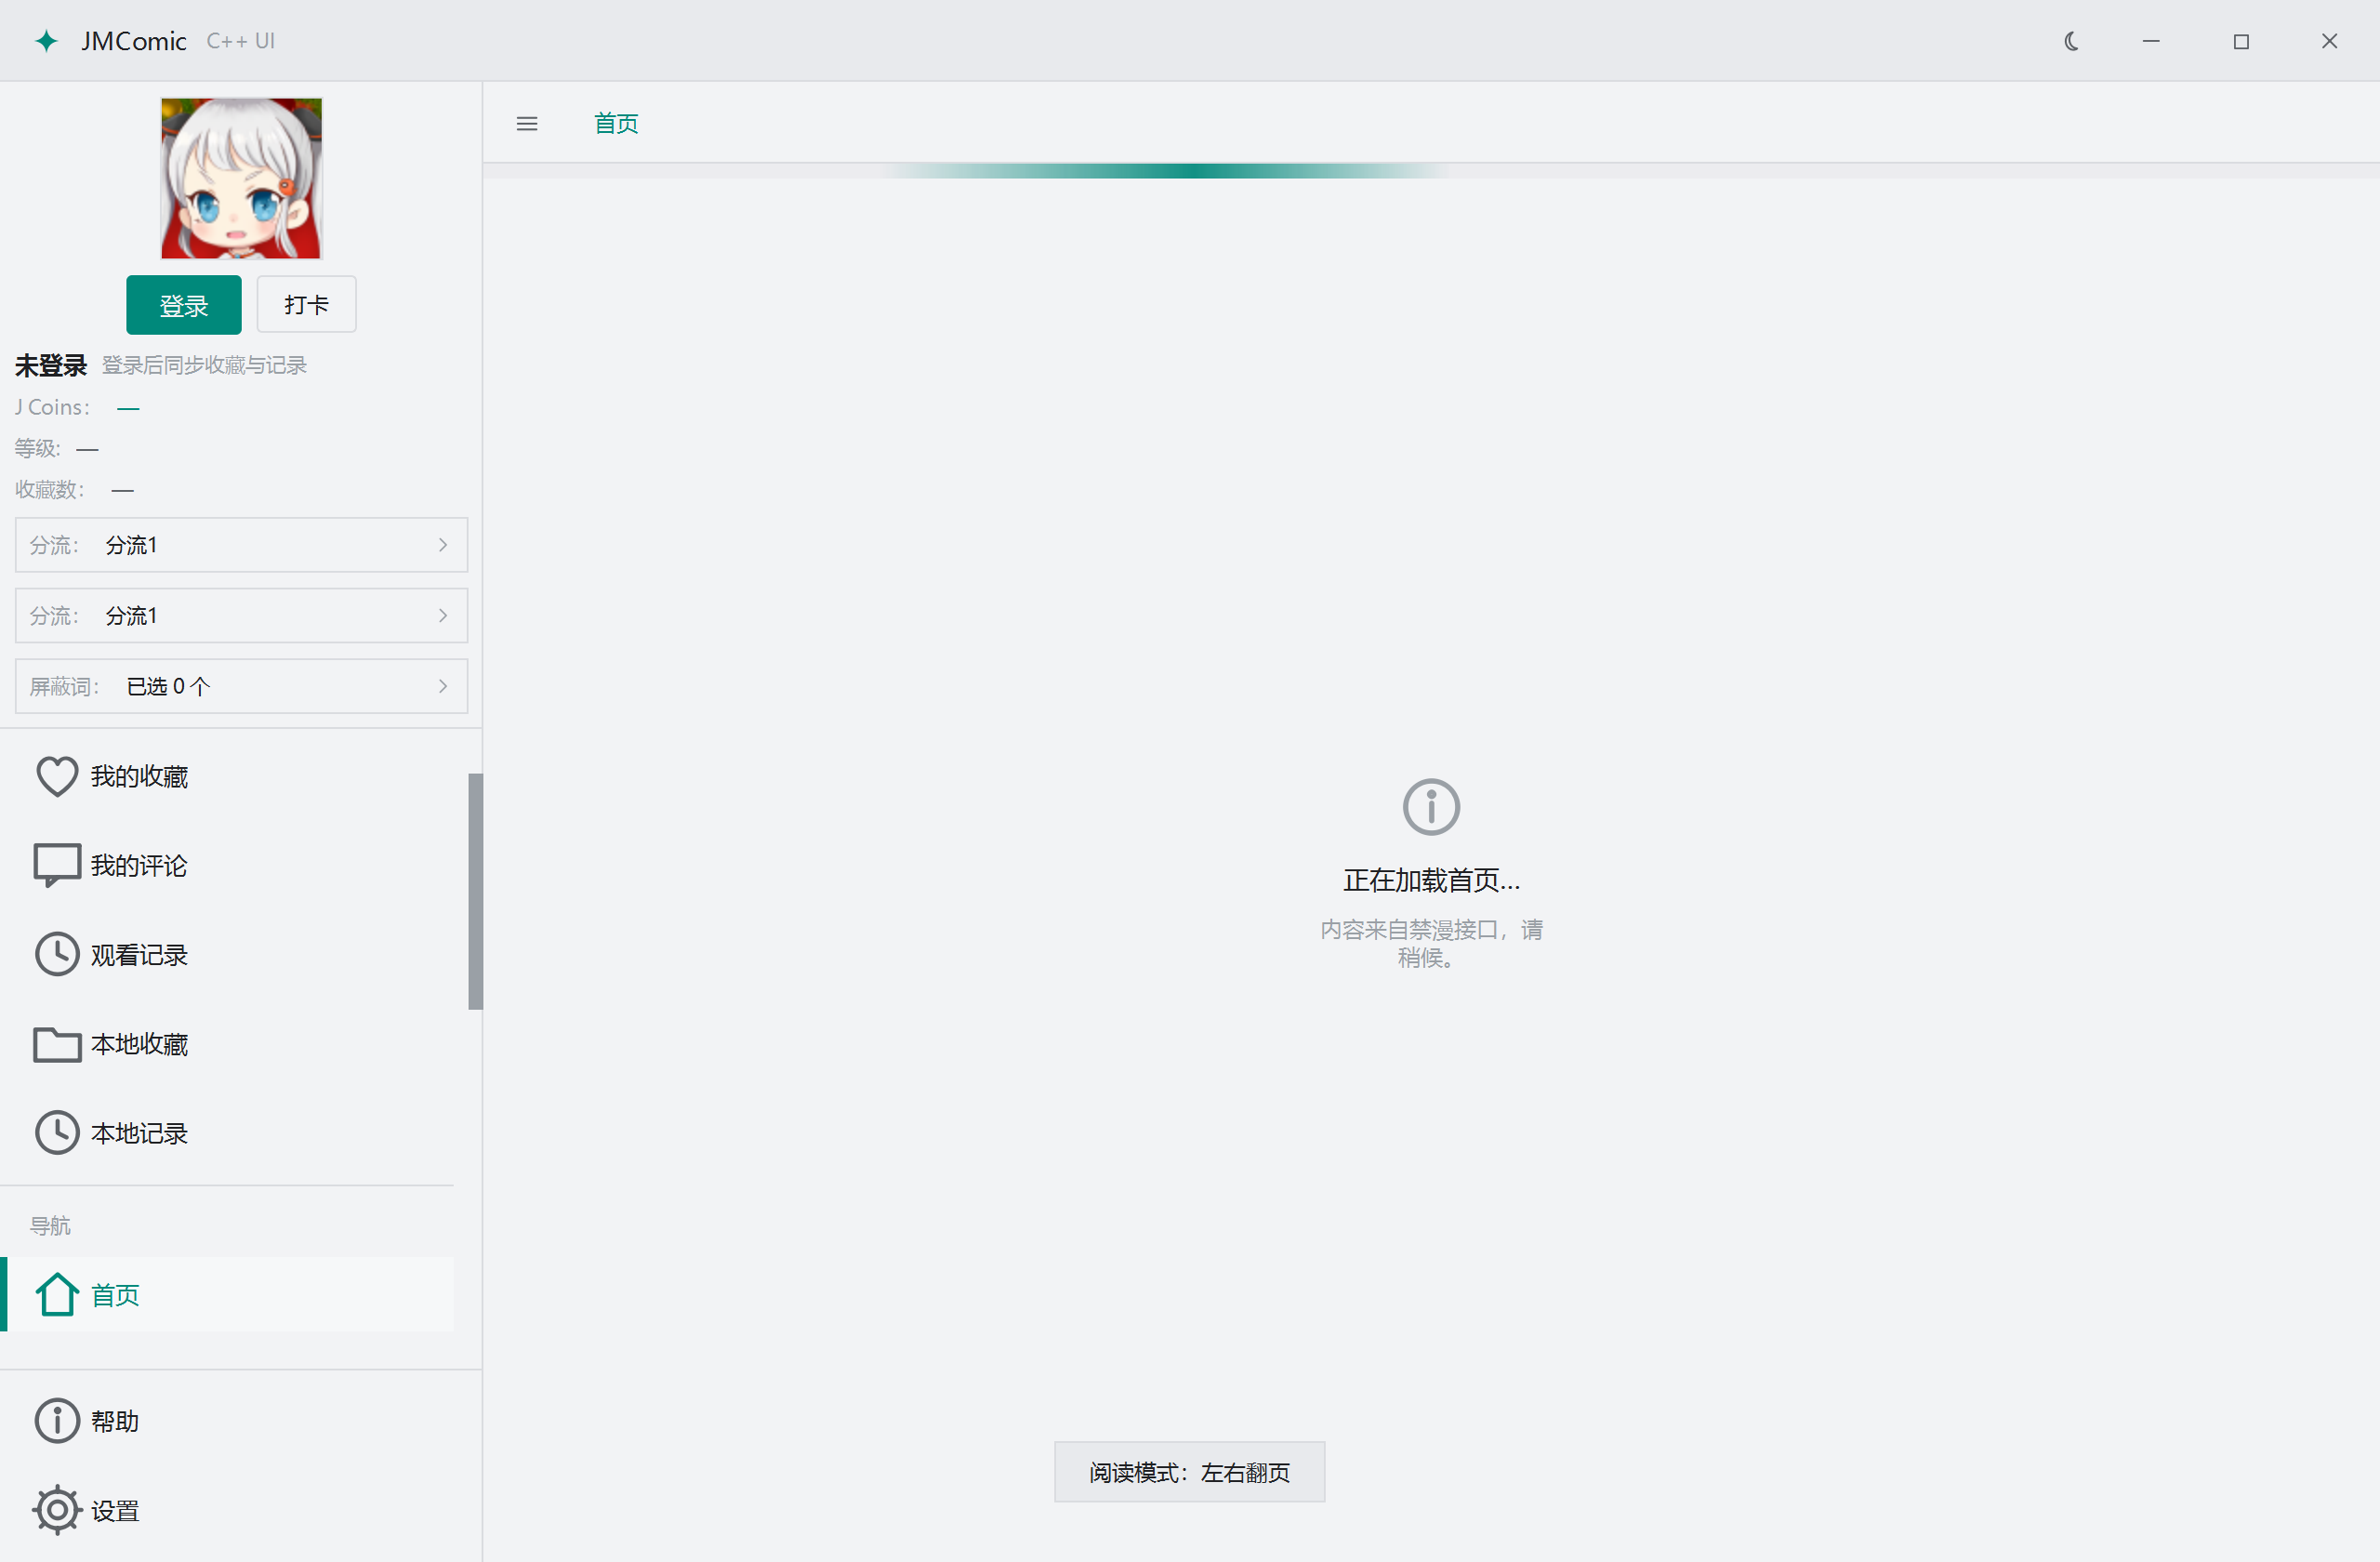 JMComic C++ UI
登录
打卡
未登录 登录后同步收藏与记录
J Coins: —
等级: —
收藏数: —
分流: 分流1
分流: 分流1
屏蔽词: 已选 0 个
我的收藏
我的评论
观看记录
本地收藏
本地记录
导航
首页
帮助
设置
首页
正在加载首页...
内容来自禁漫接口，请
稍候。
阅读模式：左右翻页